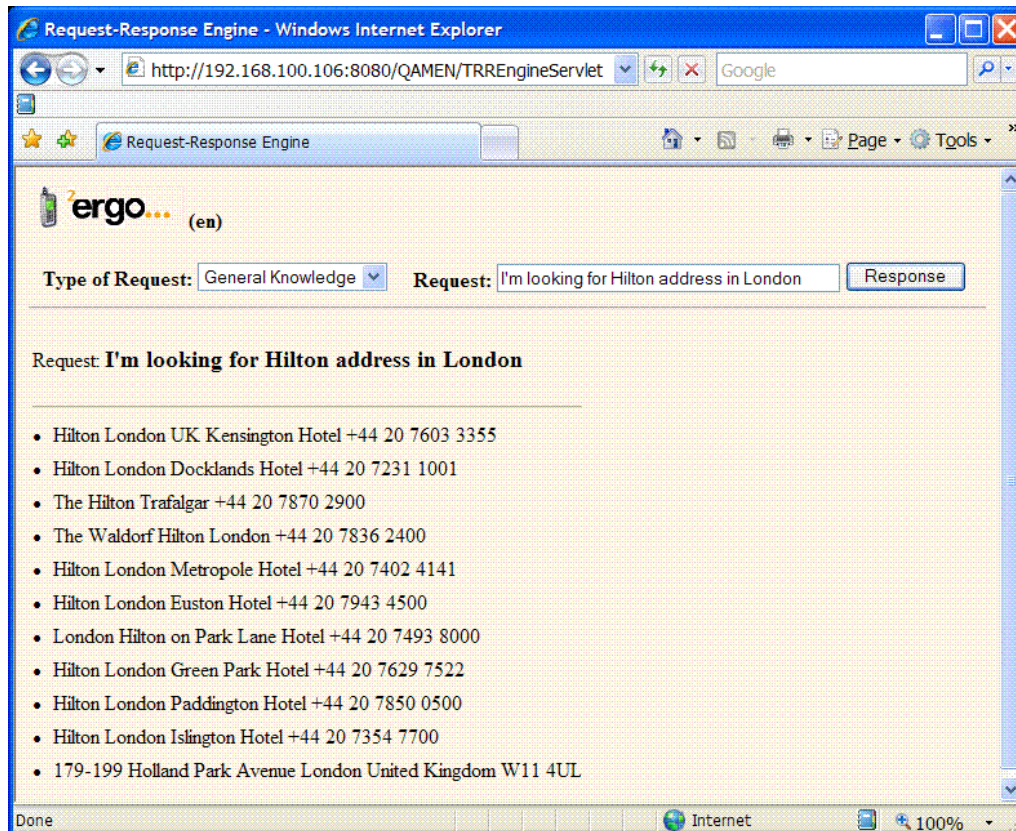 Request-Response Engine - Windows Internet Explorer
http://192.168.100.106:8080/QAMEN/TRREngineServlet Google
Request-Response Engine Page Tools »
²ergo... (en)
Type of Request: General Knowledge Request: I'm looking for Hilton address in London Response
Request: I'm looking for Hilton address in London
• Hilton London UK Kensington Hotel +44 20 7603 3355
• Hilton London Docklands Hotel +44 20 7231 1001
• The Hilton Trafalgar +44 20 7870 2900
• The Waldorf Hilton London +44 20 7836 2400
• Hilton London Metropole Hotel +44 20 7402 4141
• Hilton London Euston Hotel +44 20 7943 4500
• London Hilton on Park Lane Hotel +44 20 7493 8000
• Hilton London Green Park Hotel +44 20 7629 7522
• Hilton London Paddington Hotel +44 20 7850 0500
• Hilton London Islington Hotel +44 20 7354 7700
• 179-199 Holland Park Avenue London United Kingdom W11 4UL
Done Internet 100%